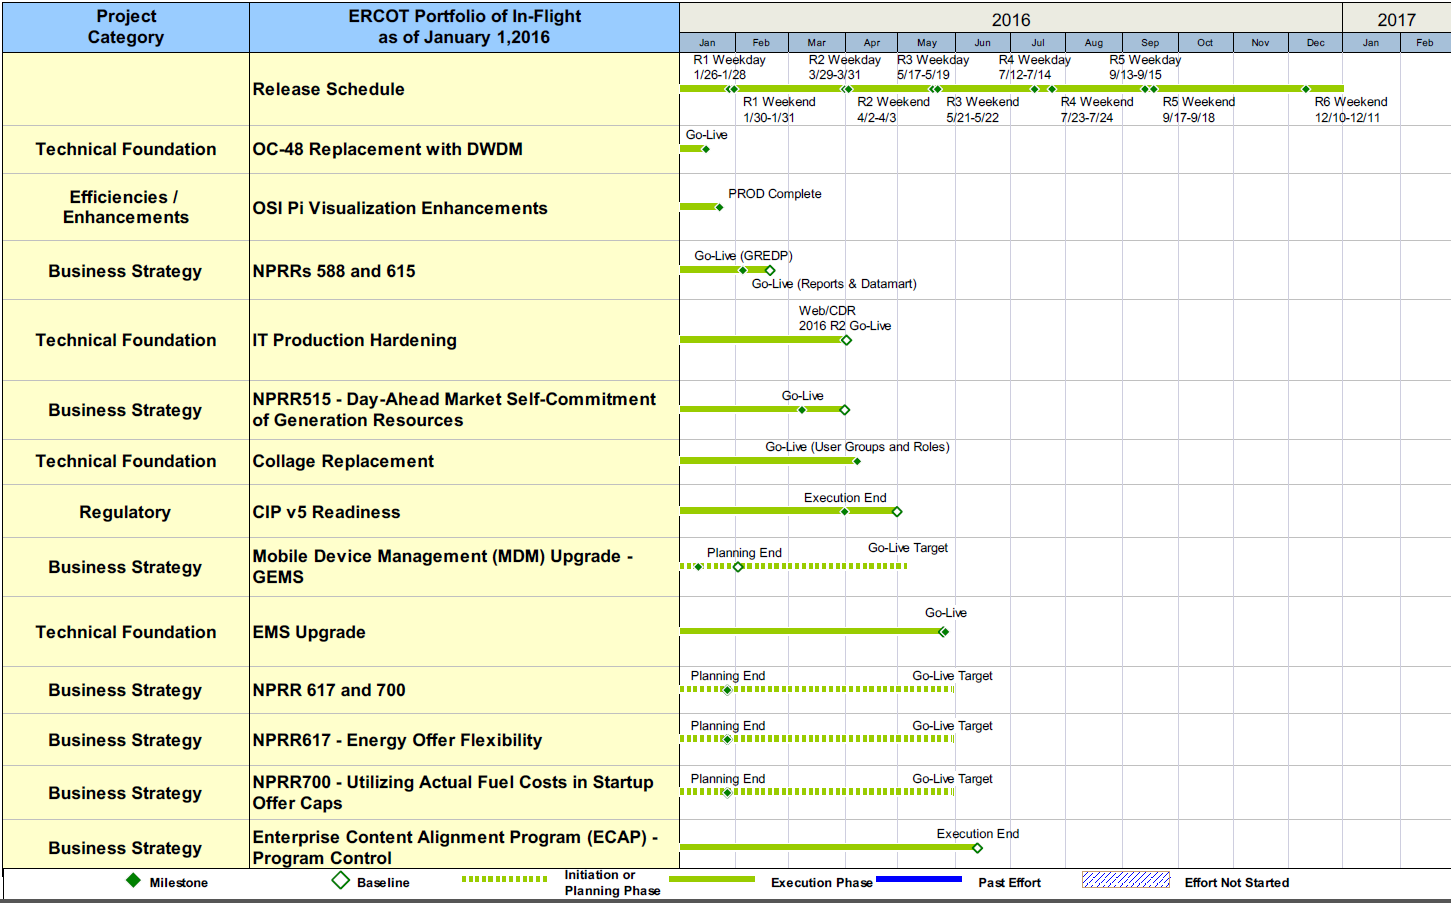 Project
Category
ERCOT Portfolio of In-Flight
as of January 1,2016
2016
2017
Jan
Feb
Mar
Apr
May
Jun
Jul
Aug
Sep
Oct
Nov
Dec
Jan
Feb
Release Schedule
R1 Weekday
1/26-1/28
R2 Weekday
3/29-3/31
R3 Weekday
5/17-5/19
R4 Weekday
7/12-7/14
R5 Weekday
9/13-9/15
R1 Weekend
1/30-1/31
R2 Weekend
4/2-4/3
R3 Weekend
5/21-5/22
R4 Weekend
7/23-7/24
R5 Weekend
9/17-9/18
R6 Weekend
12/10-12/11
Technical Foundation
OC-48 Replacement with DWDM
Go-Live
Efficiencies /
Enhancements
OSI Pi Visualization Enhancements
PROD Complete
Business Strategy
NPRRs 588 and 615
Go-Live (GREDP)
Go-Live (Reports & Datamart)
Technical Foundation
IT Production Hardening
Web/CDR
2016 R2 Go-Live
Business Strategy
NPRR515 - Day-Ahead Market Self-Commitment
of Generation Resources
Go-Live
Technical Foundation
Collage Replacement
Go-Live (User Groups and Roles)
Regulatory
CIP v5 Readiness
Execution End
Business Strategy
Mobile Device Management (MDM) Upgrade -
GEMS
Planning End
Go-Live Target
Technical Foundation
EMS Upgrade
Go-Live
Business Strategy
NPRR 617 and 700
Planning End
Go-Live Target
Business Strategy
NPRR617 - Energy Offer Flexibility
Planning End
Go-Live Target
Business Strategy
NPRR700 - Utilizing Actual Fuel Costs in Startup
Offer Caps
Planning End
Go-Live Target
Business Strategy
Enterprise Content Alignment Program (ECAP) -
Program Control
Execution End
Milestone
Baseline
Initiation or
Planning Phase
Execution Phase
Past Effort
Effort Not Started